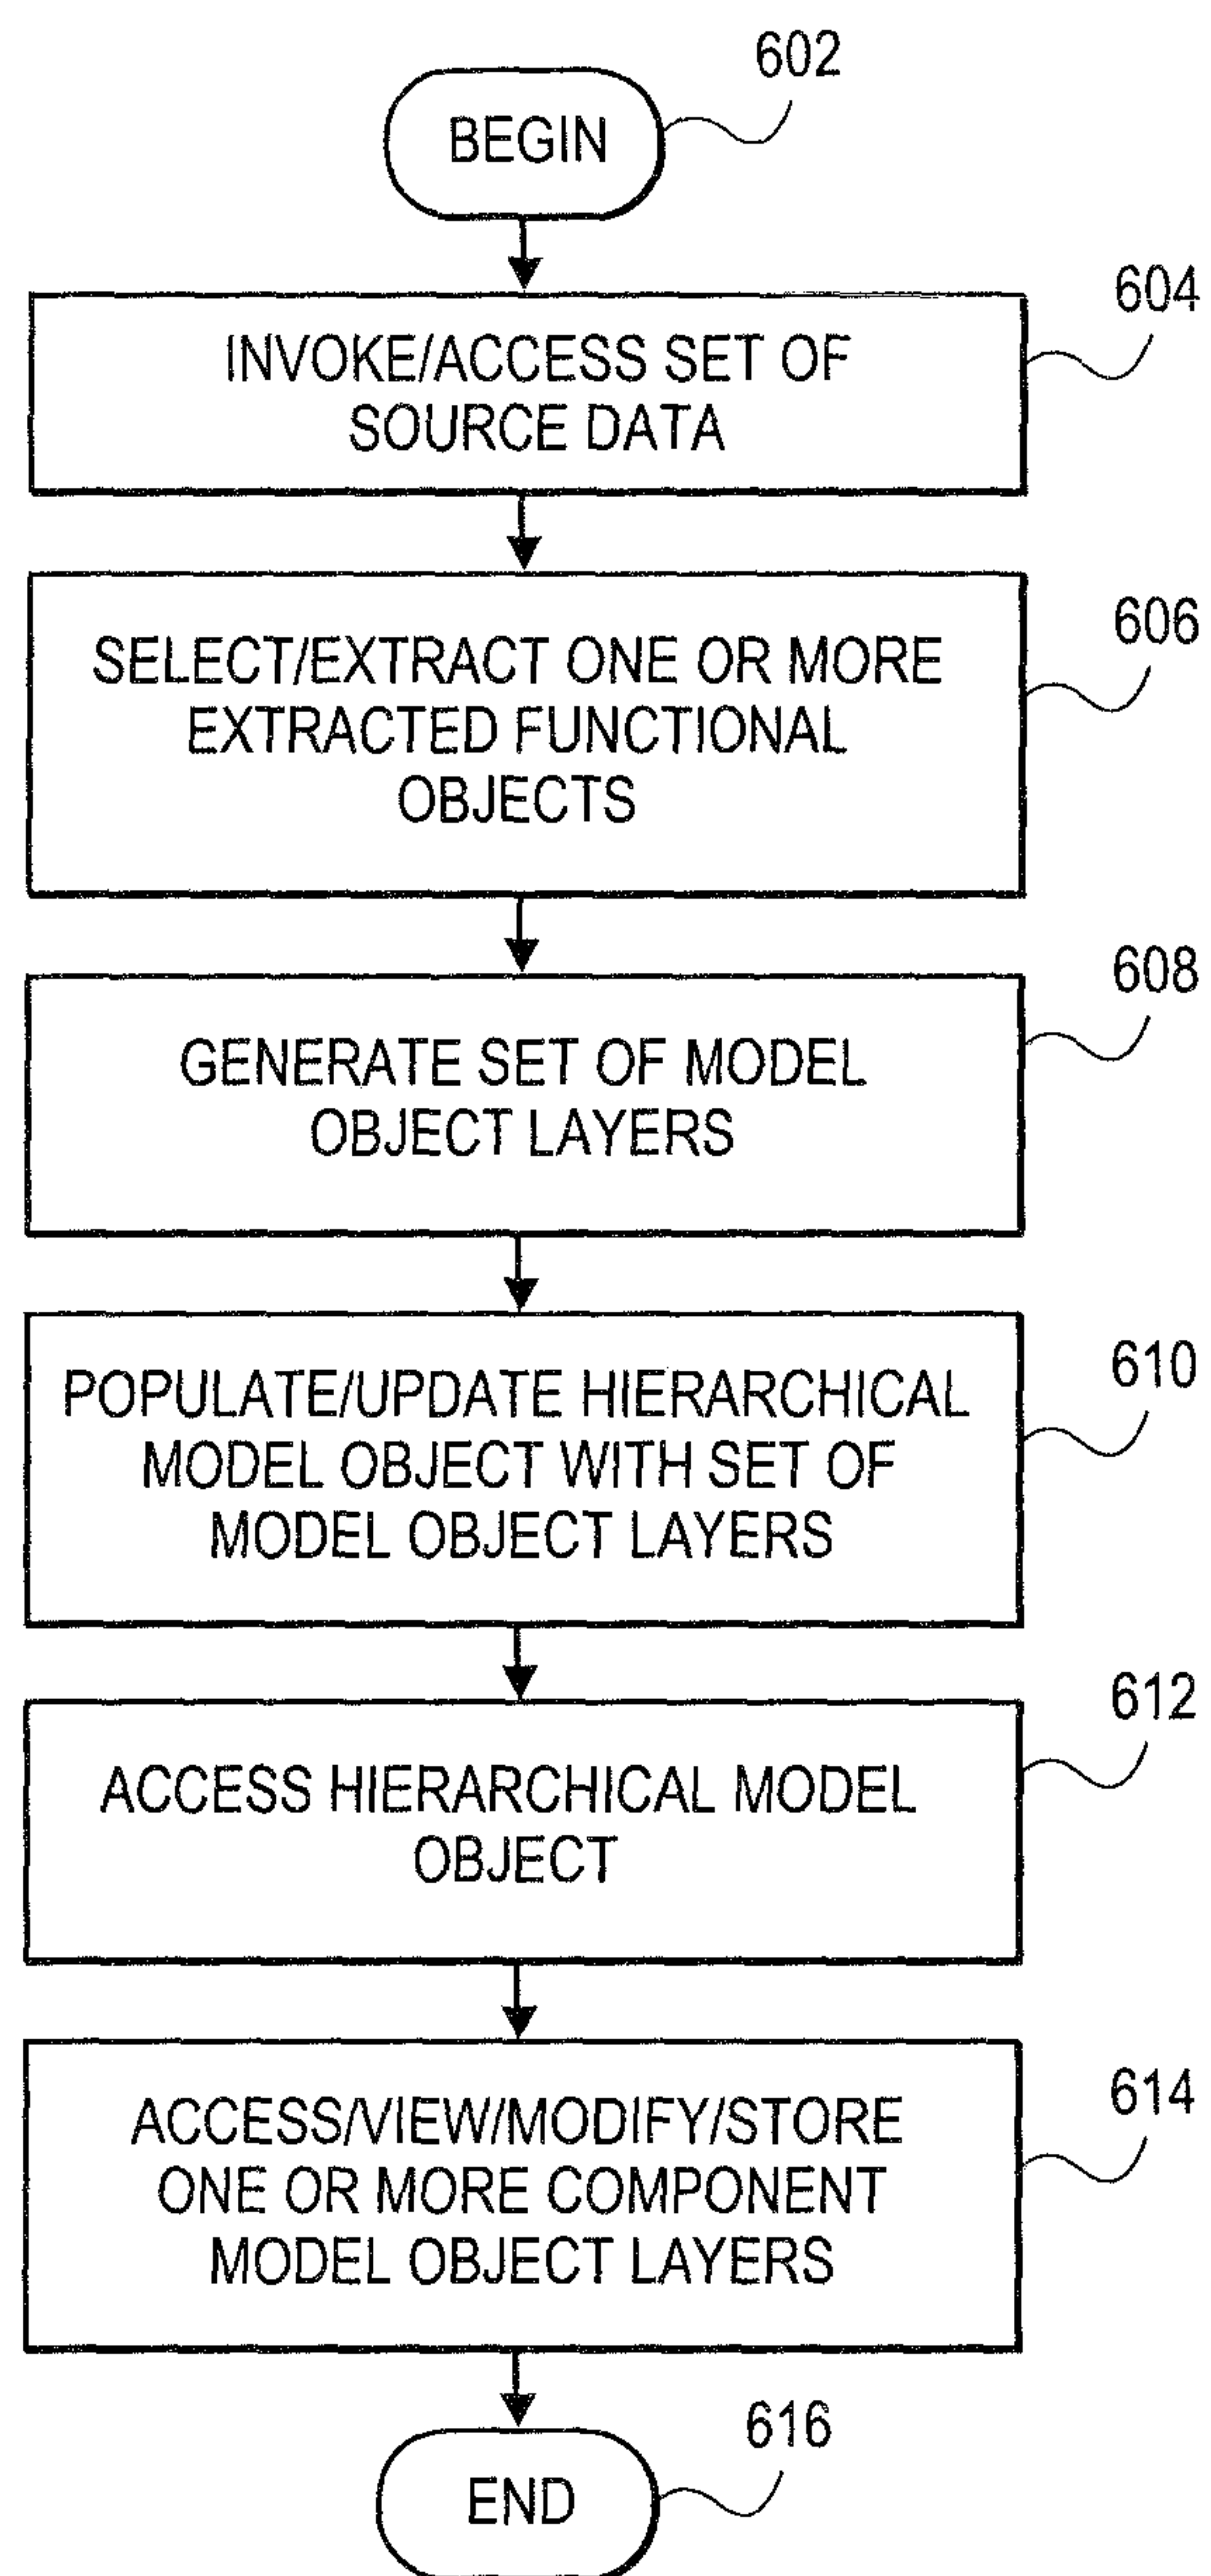 602
BEGIN
604
INVOKE/ACCESS SET OF
SOURCE DATA
606
SELECT/EXTRACT ONE OR MORE
EXTRACTED FUNCTIONAL
OBJECTS
608
GENERATE SET OF MODEL
OBJECT LAYERS
610
POPULATE/UPDATE HIERARCHICAL
MODEL OBJECT WITH SET OF
MODEL OBJECT LAYERS
612
ACCESS HIERARCHICAL MODEL
OBJECT
614
ACCESS/VIEW/MODIFY/STORE
ONE OR MORE COMPONENT
MODEL OBJECT LAYERS
616
END